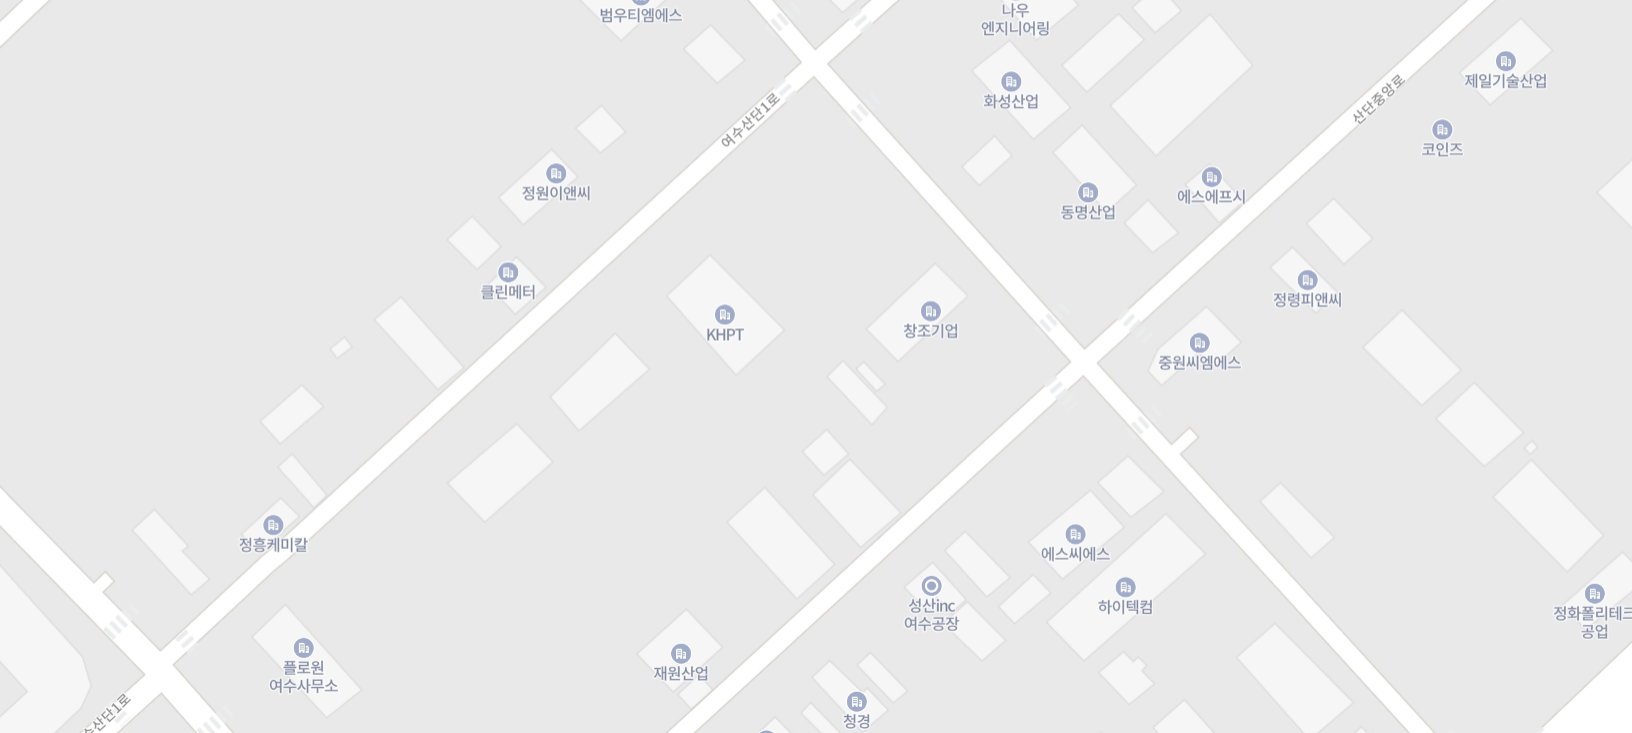 범우티엠에스
나우
엔지니어링
화성산업
제일기술산업
산단중앙로
여수산단1로
코인즈
정원이앤씨
동명산업
에스에프시
클린메터
정령피앤씨
KHPT
창조기업
중원씨엠에스
정흥케미칼
에스씨에스
성산inc
여수공장
하이텍컴
정화폴리테크
공업
플로원
여수사무소
재원산업
수산단1로
청경